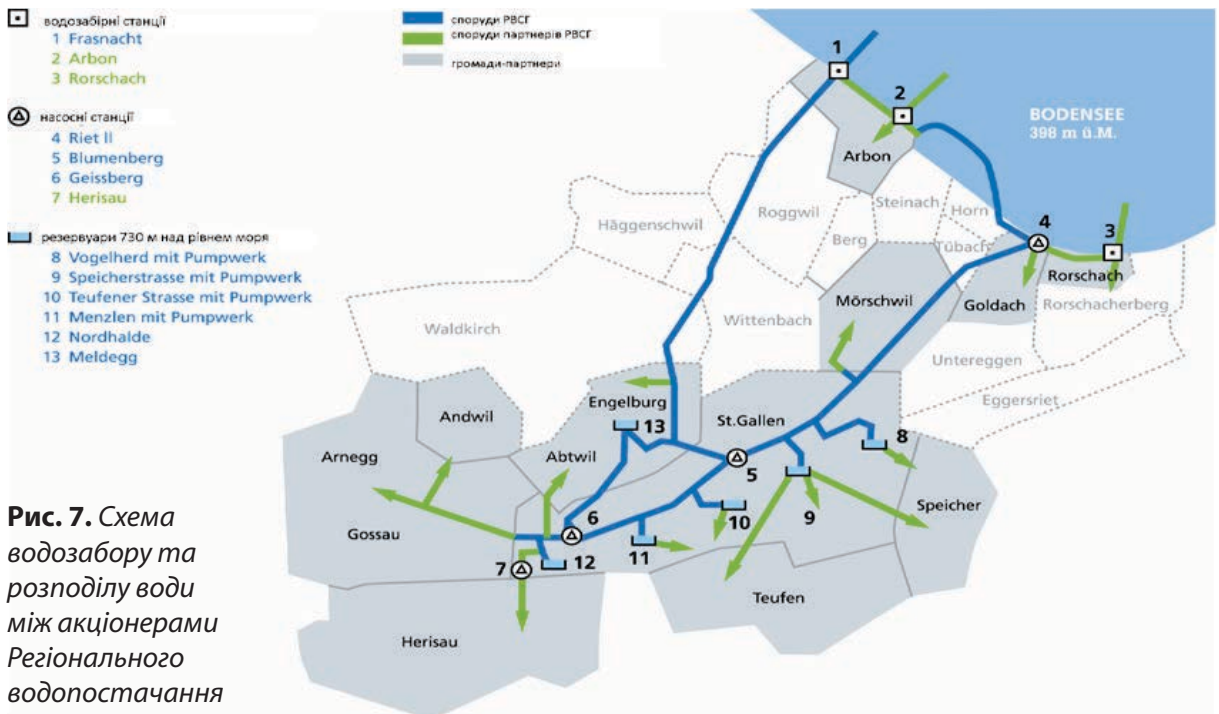 водозабірні станції
1 Frasnacht
2 Arbon
3 Rorschach
насосні станції
4 Riet II
5 Blumenberg
6 Geissberg
7 Herisau
резервуари 730 м над рівнем моря
8 Vogelherd mit Pumpwerk
9 Speicherstrasse mit Pumpwerk
10 Teufener Strasse mit Pumpwerk
11 Menzlen mit Pumpwerk
12 Nordhalde
13 Meldegg
споруди РВСГ
споруди партнерів РВСГ
громади-партнери
1
2
BODENSEE
398 m ü.M.
Arbon
Steinach
Horn
Roggwil
Häggenschwil
Berg
Tübach
4
3
Rorschach
Mörschwil
Goldach
Rorschacherberg
Wittenbach
Waldkirch
Untereggen
Eggersriet
Engelburg
Andwil
St.Gallen
13
8
Arnegg
Abtwil
5
Speicher
9
10
6
Gossau
11
12
7
Teufen
Herisau
Рис. 7. Схема
водозабору та
розподілу води
між акціонерами
Регіонального
водопостачання